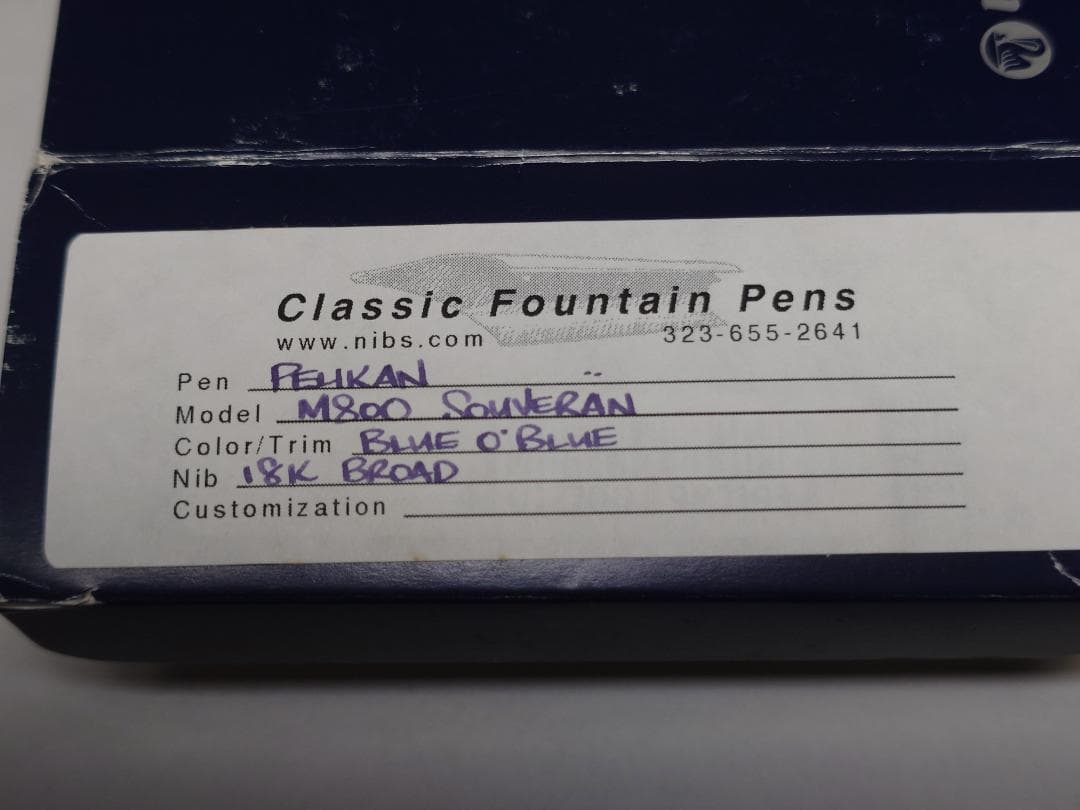 Classic Fountain Pens
www.nibs.com 323-655-2641
Pen PELIKAN
Model M800 SOUVERÄN
Color/Trim BLUE O' BLUE
Nib 18K BROAD
Customization